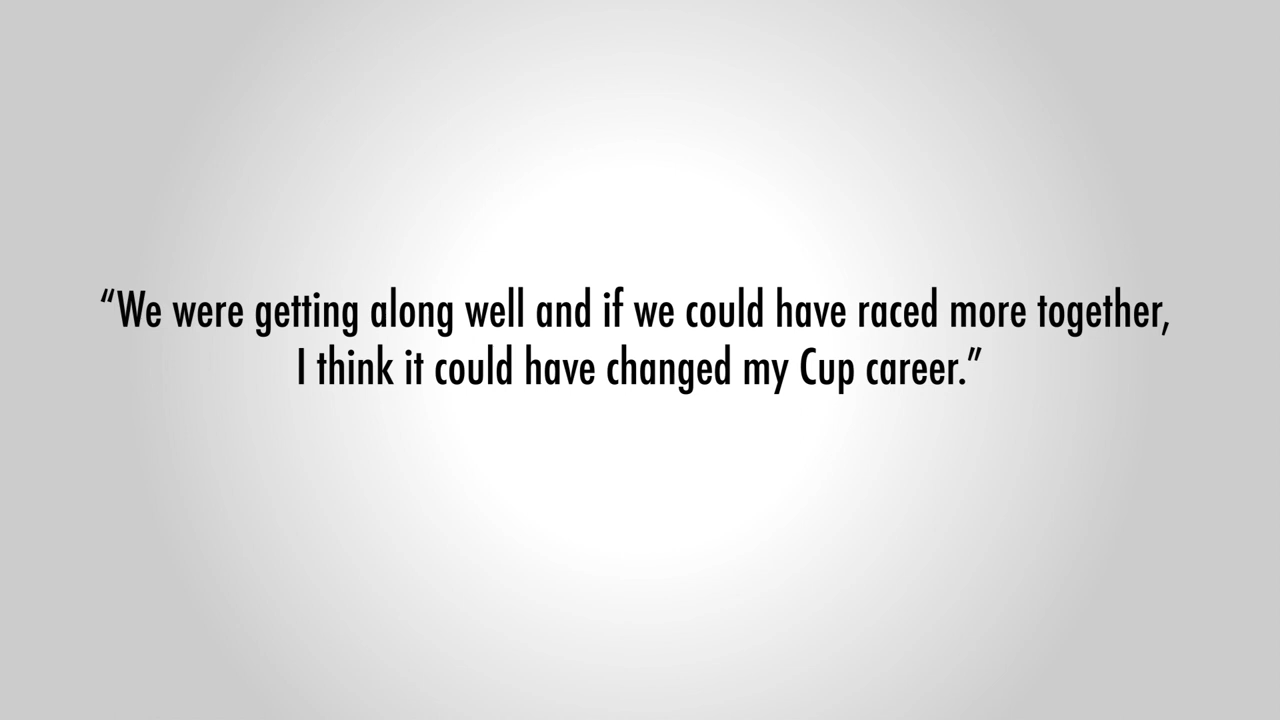 “We were getting along well and if we could have raced more together,
I think it could have changed my Cup career.”